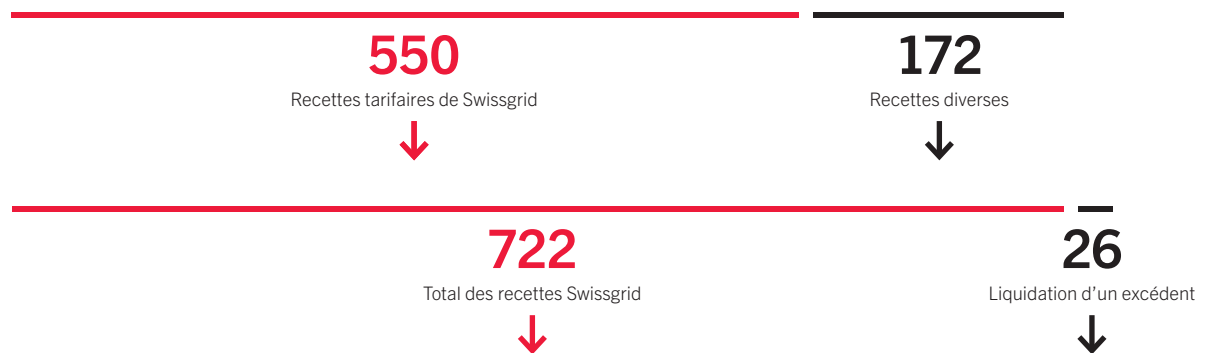 550
172
Recettes tarifaires de Swissgrid
Recettes diverses
722
26
Total des recettes Swissgrid
Liquidation d’un excédent